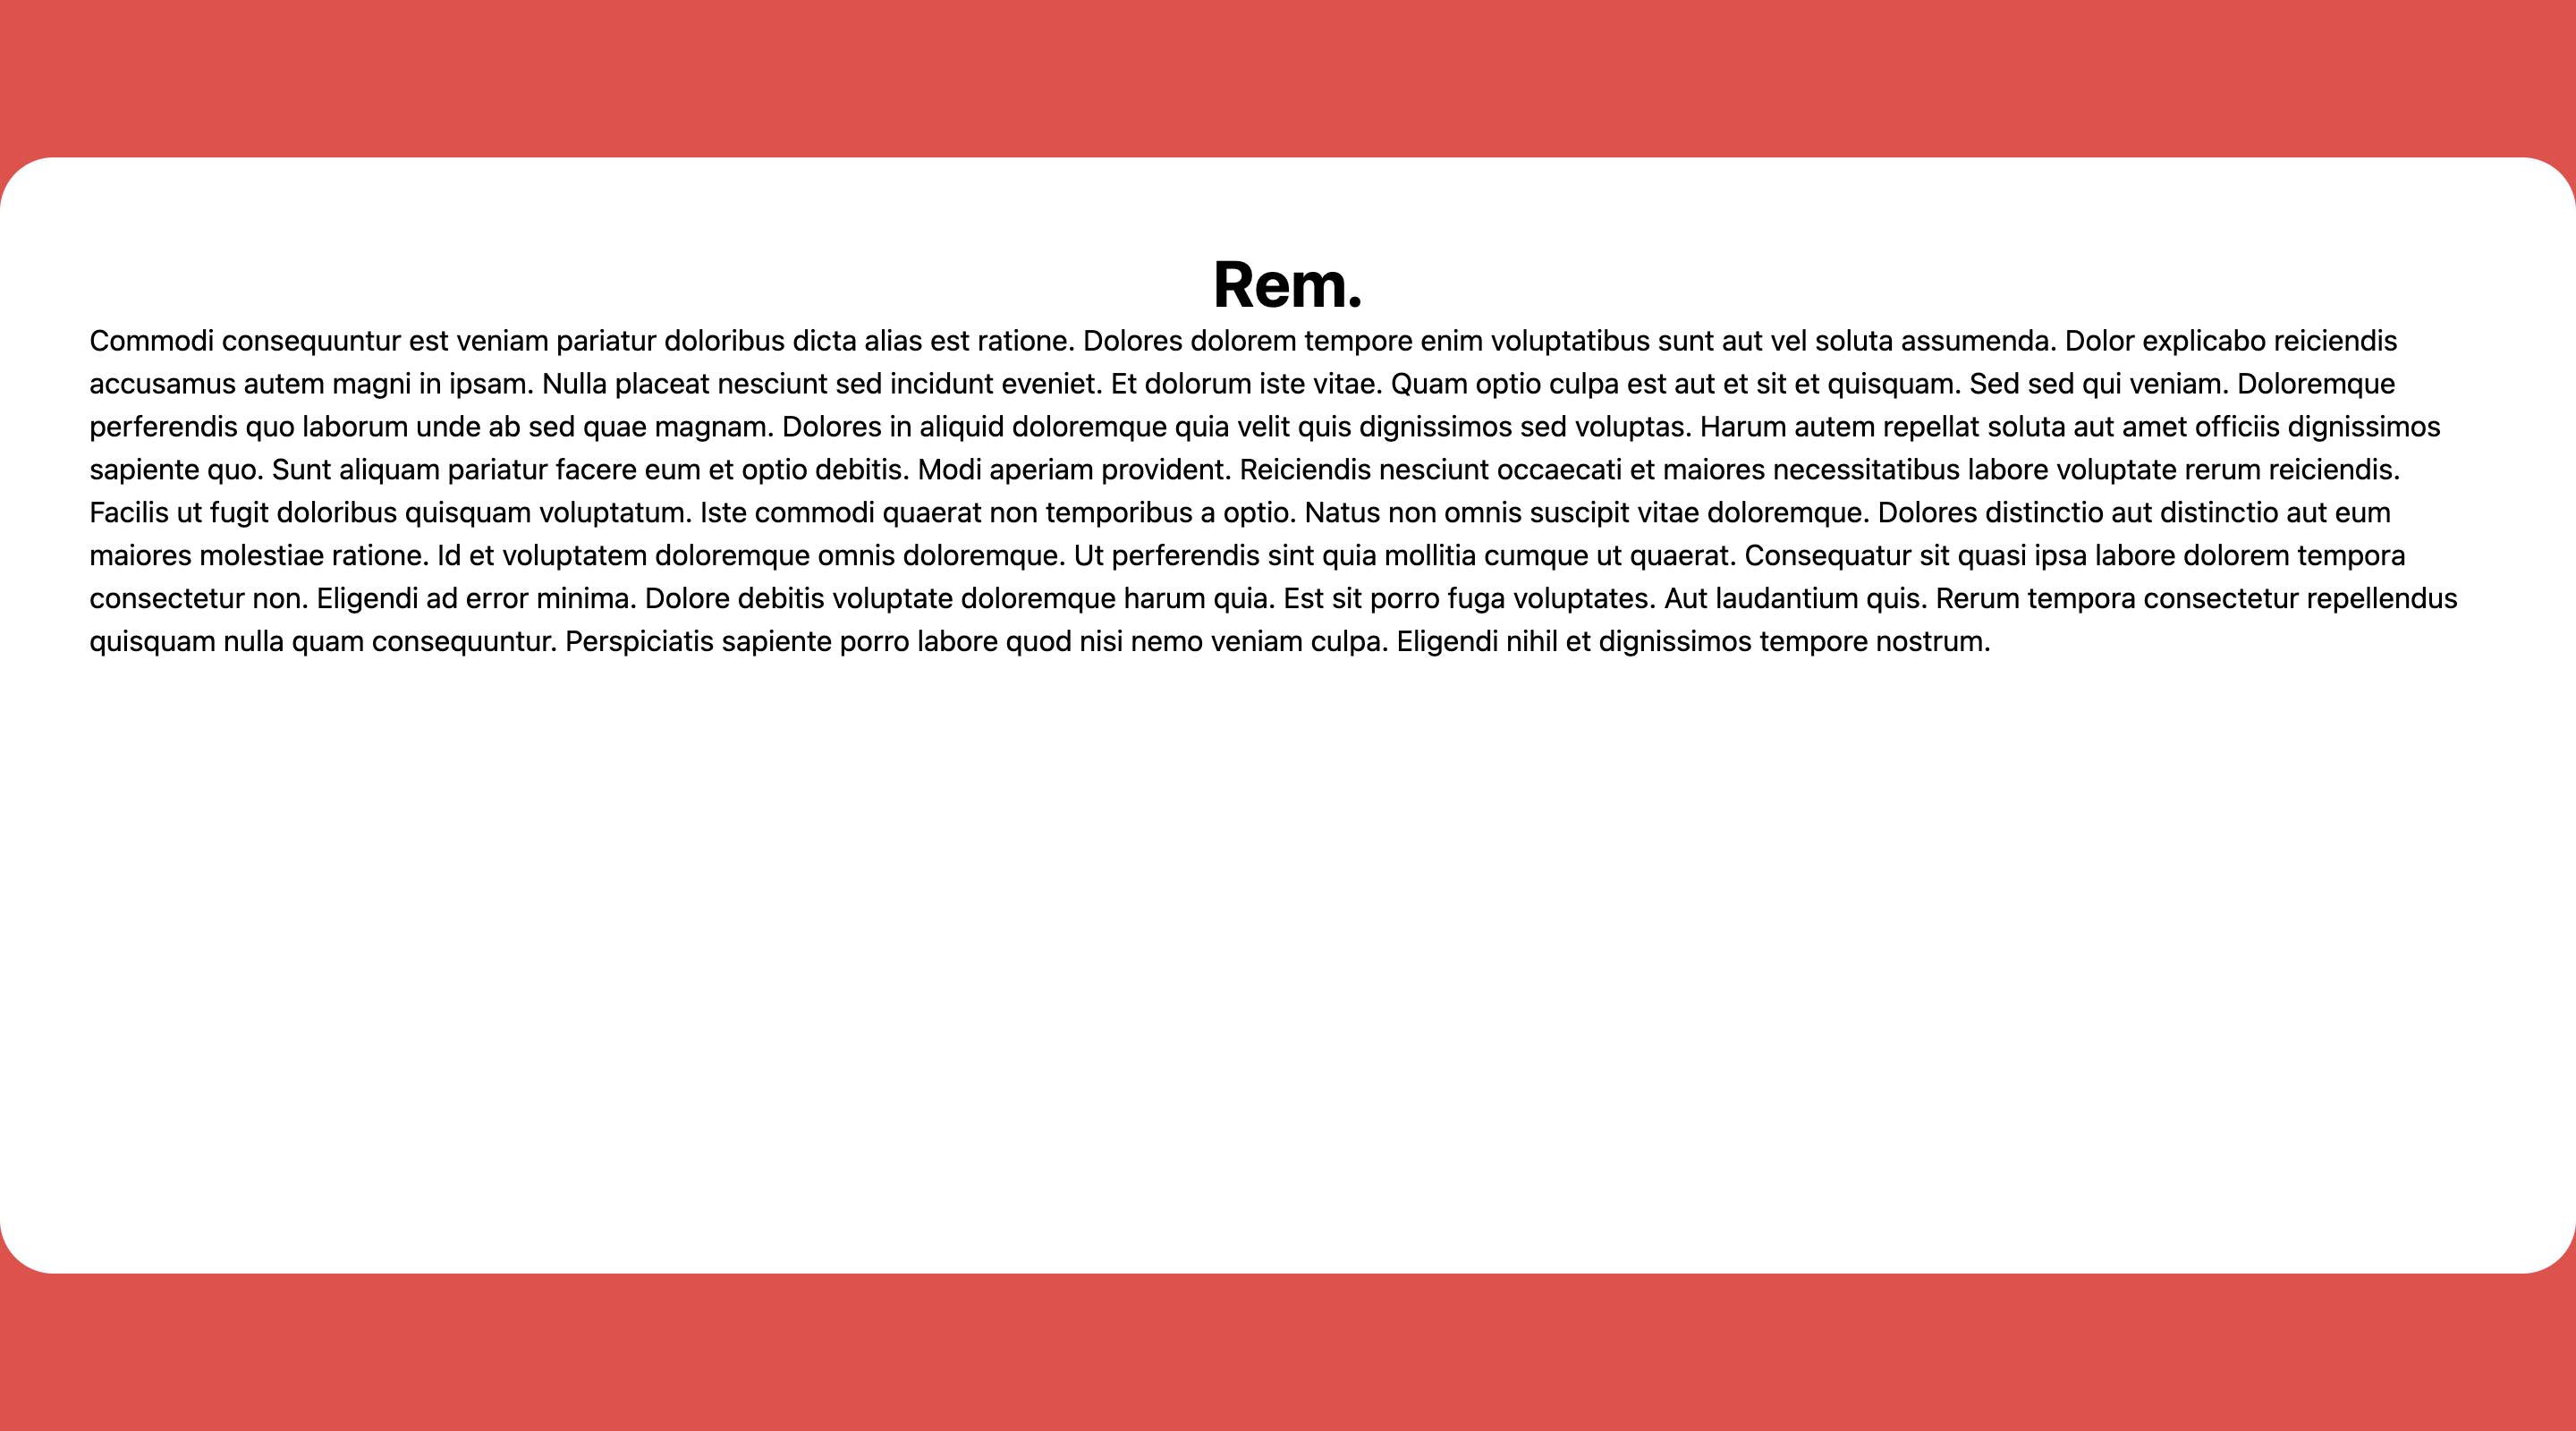 Rem.
Commodi consequuntur est veniam pariatur doloribus dicta alias est ratione. Dolores dolorem tempore enim voluptatibus sunt aut vel soluta assumenda. Dolor explicabo reiciendis
accusamus autem magni in ipsam. Nulla placeat nesciunt sed incidunt eveniet. Et dolorum iste vitae. Quam optio culpa est aut et sit et quisquam. Sed sed qui veniam. Doloremque
perferendis quo laborum unde ab sed quae magnam. Dolores in aliquid doloremque quia velit quis dignissimos sed voluptas. Harum autem repellat soluta aut amet officiis dignissimos
sapiente quo. Sunt aliquam pariatur facere eum et optio debitis. Modi aperiam provident. Reiciendis nesciunt occaecati et maiores necessitatibus labore voluptate rerum reiciendis.
Facilis ut fugit doloribus quisquam voluptatum. Iste commodi quaerat non temporibus a optio. Natus non omnis suscipit vitae doloremque. Dolores distinctio aut distinctio aut eum
maiores molestiae ratione. Id et voluptatem doloremque omnis doloremque. Ut perferendis sint quia mollitia cumque ut quaerat. Consequatur sit quasi ipsa labore dolorem tempora
consectetur non. Eligendi ad error minima. Dolore debitis voluptate doloremque harum quia. Est sit porro fuga voluptates. Aut laudantium quis. Rerum tempora consectetur repellendus
quisquam nulla quam consequuntur. Perspiciatis sapiente porro labore quod nisi nemo veniam culpa. Eligendi nihil et dignissimos tempore nostrum.